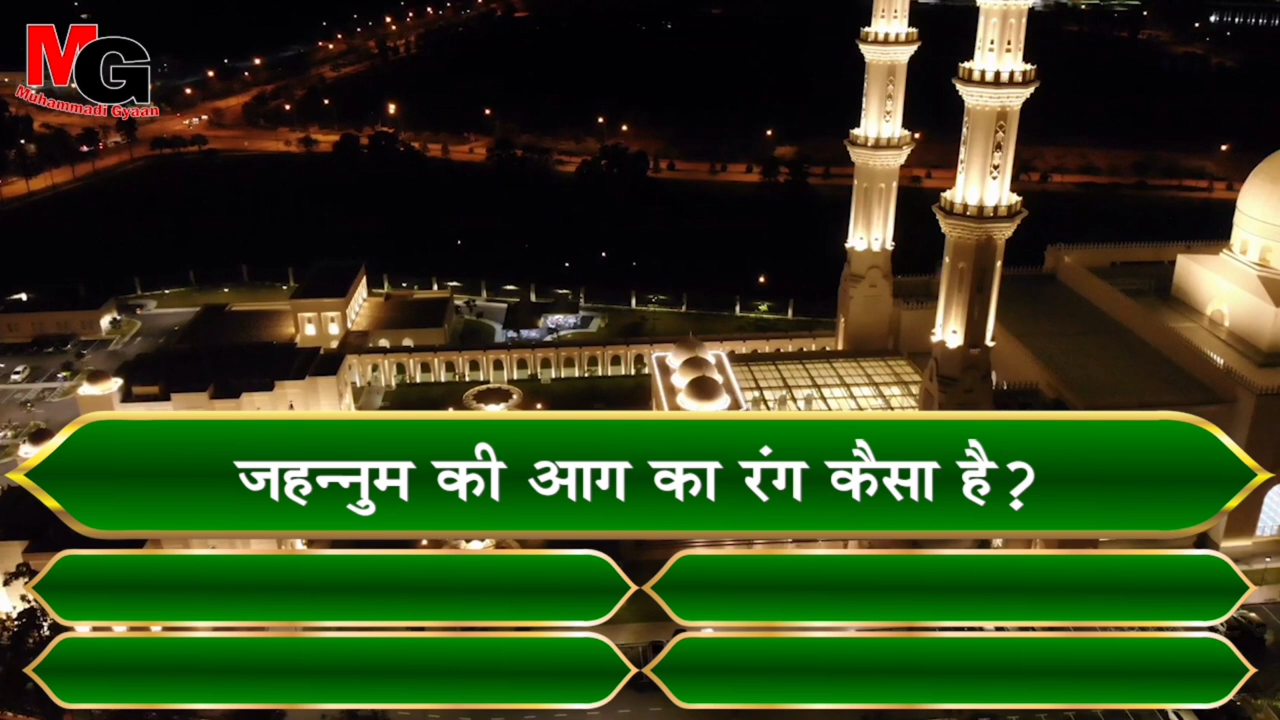 MG
Muhammadi Gyaan
जहन्नुम की आग का रंग कैसा है?